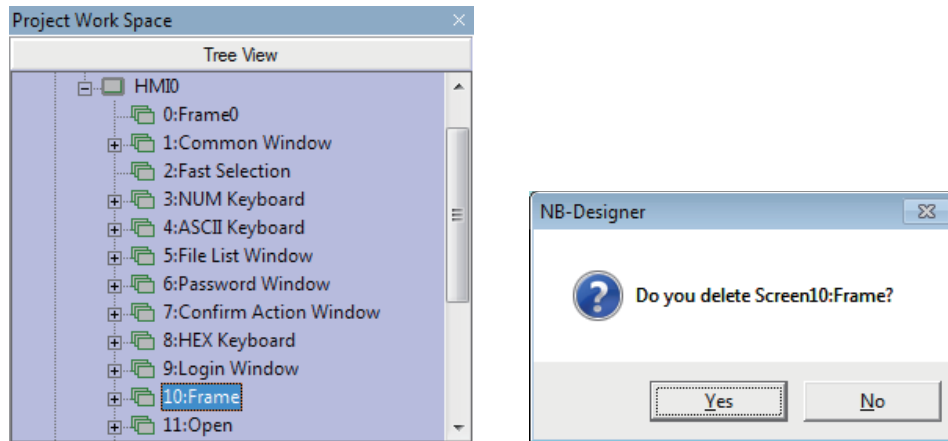 Project Work Space
Tree View
HMI0
0:Frame0
1:Common Window
2:Fast Selection
3:NUM Keyboard
4:ASCII Keyboard
5:File List Window
6:Password Window
7:Confirm Action Window
8:HEX Keyboard
9:Login Window
10:Frame
11:Open
NB-Designer
Do you delete Screen10:Frame?
Yes
No